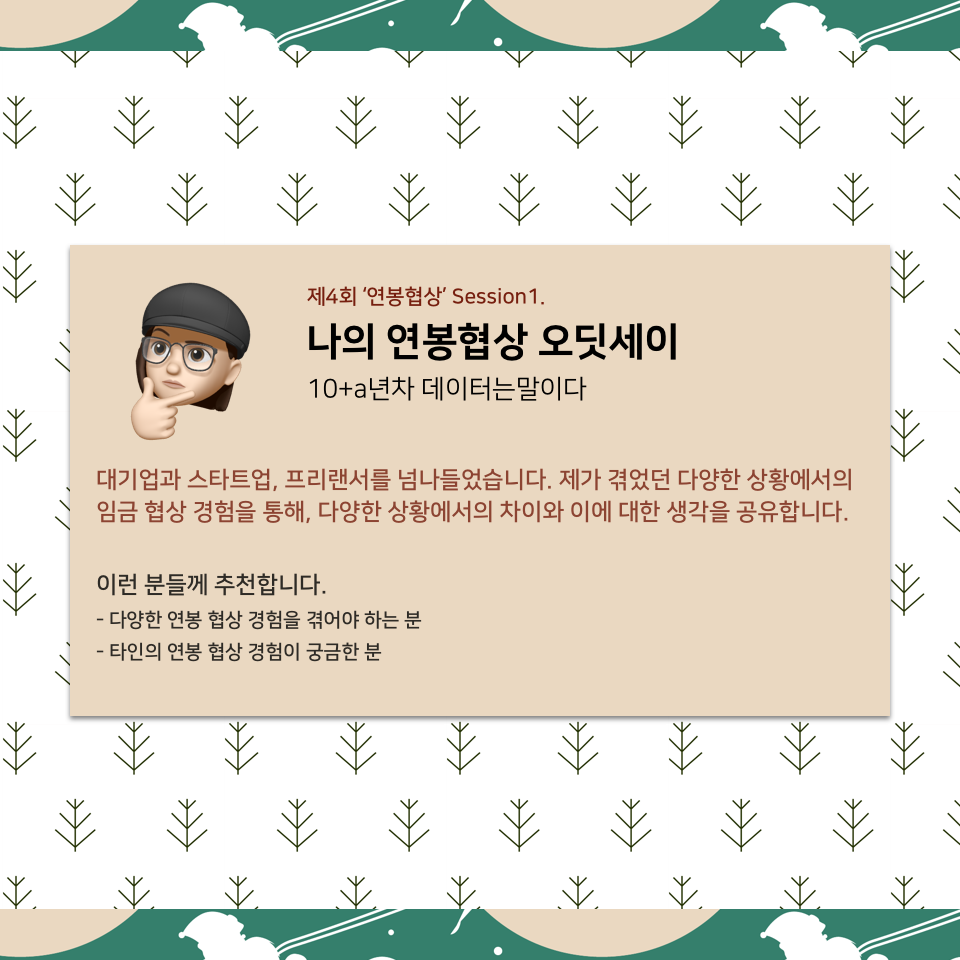 제4회 '연봉협상' Session1.
나의 연봉협상 오딧세이
10+a년차 데이터는말이다
대기업과 스타트업, 프리랜서를 넘나들었습니다. 제가 겪었던 다양한 상황에서의
임금 협상 경험을 통해, 다양한 상황에서의 차이와 이에 대한 생각을 공유합니다.
이런 분들께 추천합니다.
- 다양한 연봉 협상 경험을 겪어야 하는 분
- 타인의 연봉 협상 경험이 궁금한 분